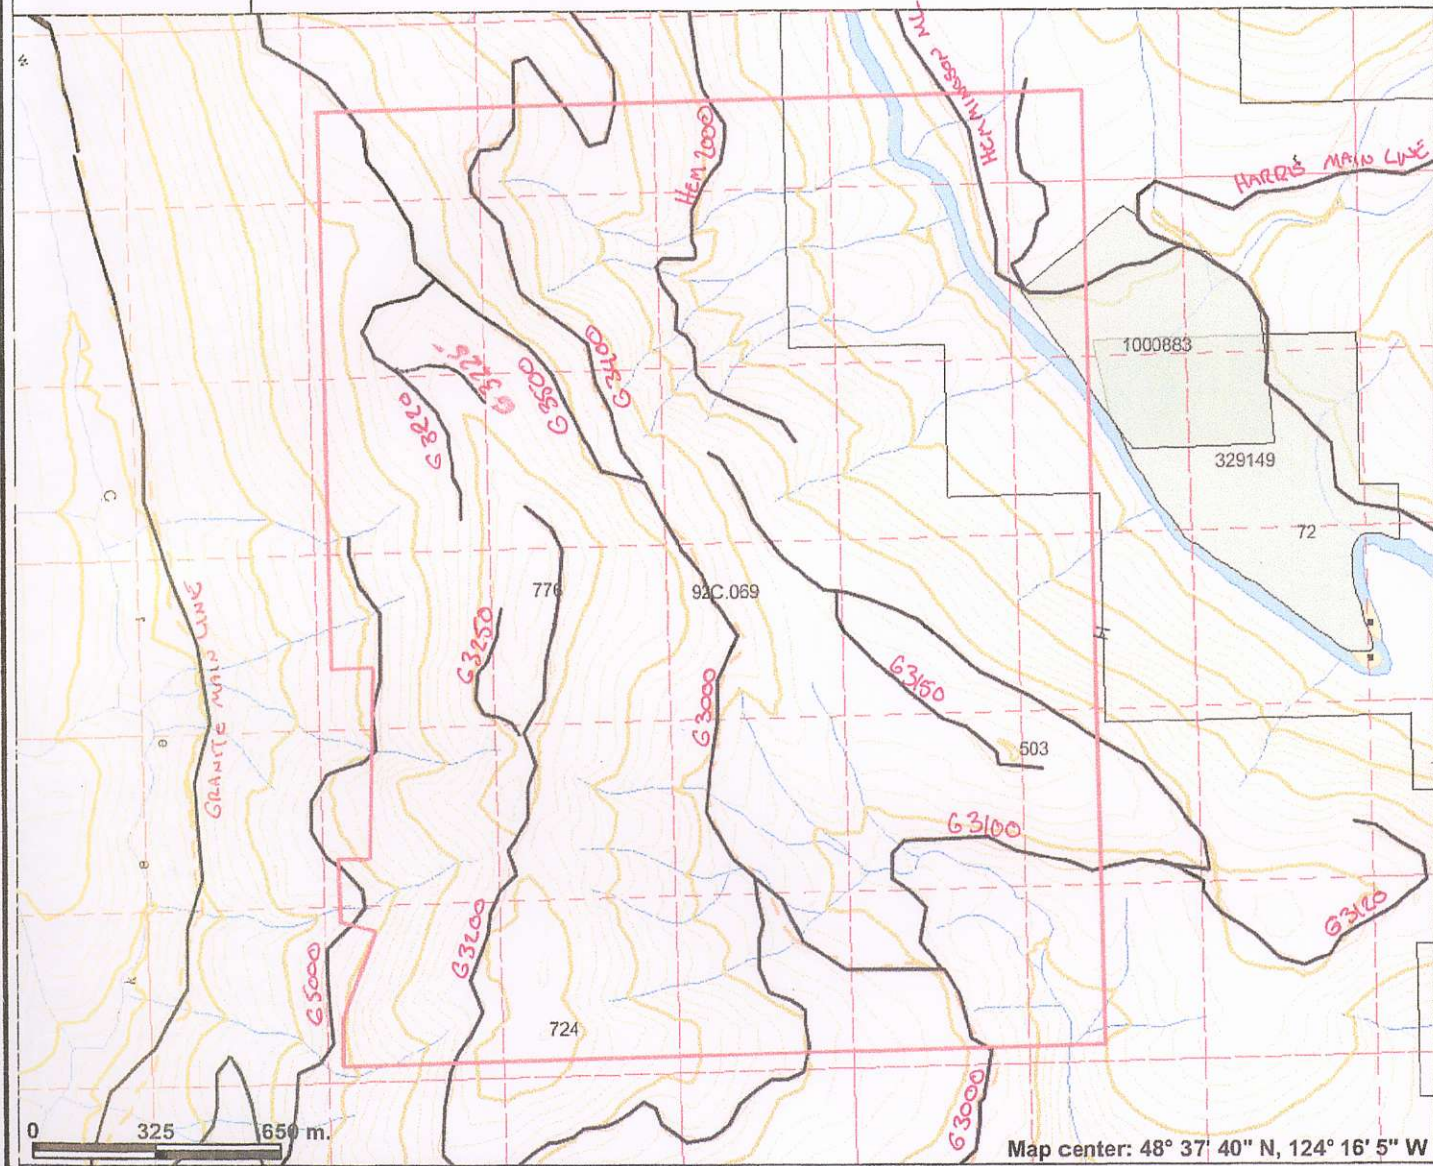 HEMMINGSON ML
HARRIS MAIN LINE
HEM 2000
1000883
G3225
G3500
G3400
G3220
329149
72
776
92C.069
GRANITE MAIN LINE
G3250
G3000
G3150
H
503
C
r
e
e
k
G3100
G3120
G3200
G5000
724
G3000
0 325 650 m.
Map center: 48° 37' 40" N, 124° 16' 5" W